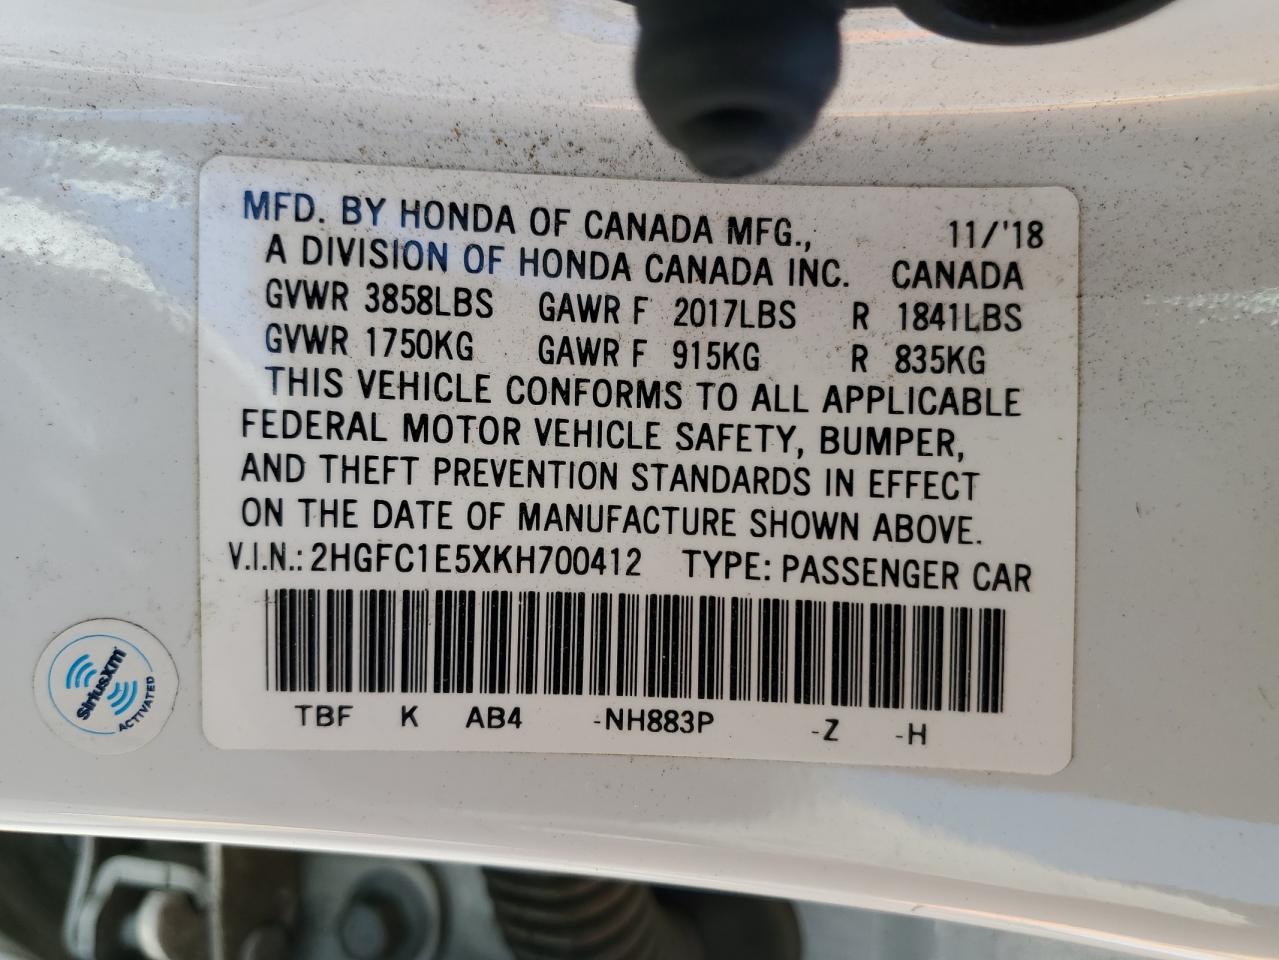 MFD. BY HONDA OF CANADA MFG., 11/'18
A DIVISION OF HONDA CANADA INC. CANADA
GVWR 3858LBS GAWR F 2017LBS R 1841LBS
GVWR 1750KG GAWR F 915KG R 835KG
THIS VEHICLE CONFORMS TO ALL APPLICABLE
FEDERAL MOTOR VEHICLE SAFETY, BUMPER,
AND THEFT PREVENTION STANDARDS IN EFFECT
ON THE DATE OF MANUFACTURE SHOWN ABOVE.
V.I.N.: 2HGFC1E5XKH700412 TYPE: PASSENGER CAR
TBF K AB4 -NH883P -Z -H
SiriusXM
ACTIVATED